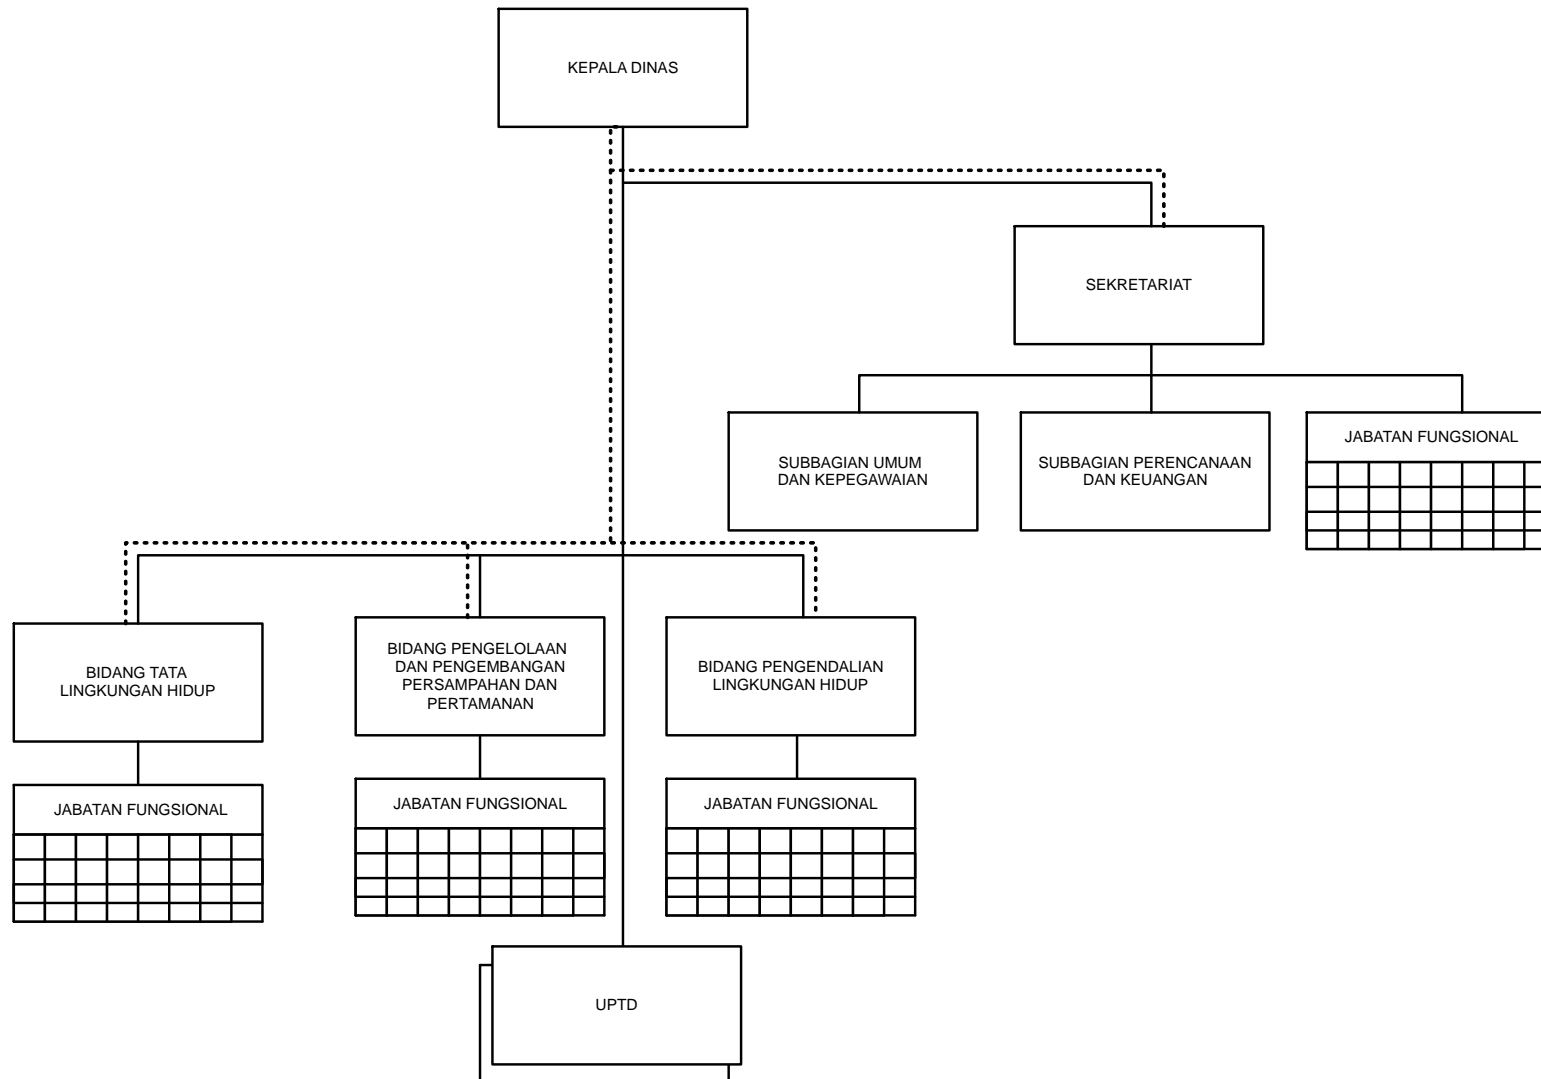 KEPALA DINAS
SEKRETARIAT
SUBBAGIAN UMUM
DAN KEPEGAWAIAN
SUBBAGIAN PERENCANAAN
DAN KEUANGAN
JABATAN FUNGSIONAL
BIDANG TATA
LINGKUNGAN HIDUP
BIDANG PENGELOLAAN
DAN PENGEMBANGAN
PERSAMPAHAN DAN
PERTAMANAN
BIDANG PENGENDALIAN
LINGKUNGAN HIDUP
JABATAN FUNGSIONAL
JABATAN FUNGSIONAL
JABATAN FUNGSIONAL
UPTD